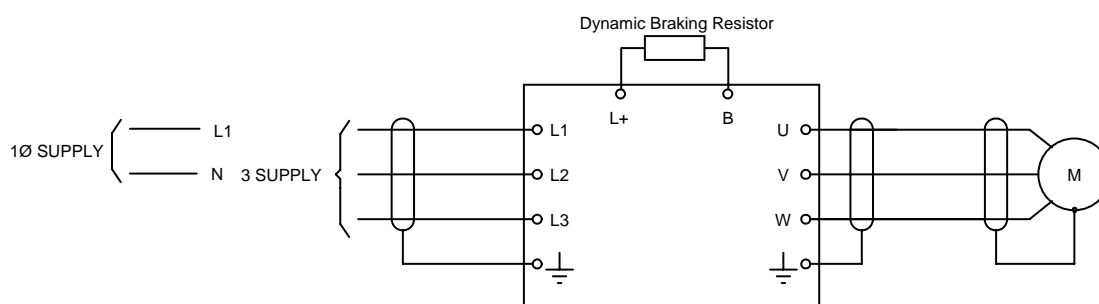 Dynamic Braking Resistor
L+ B
1Ø SUPPLY L1 N
3 SUPPLY L1 L2 L3
U V W
M